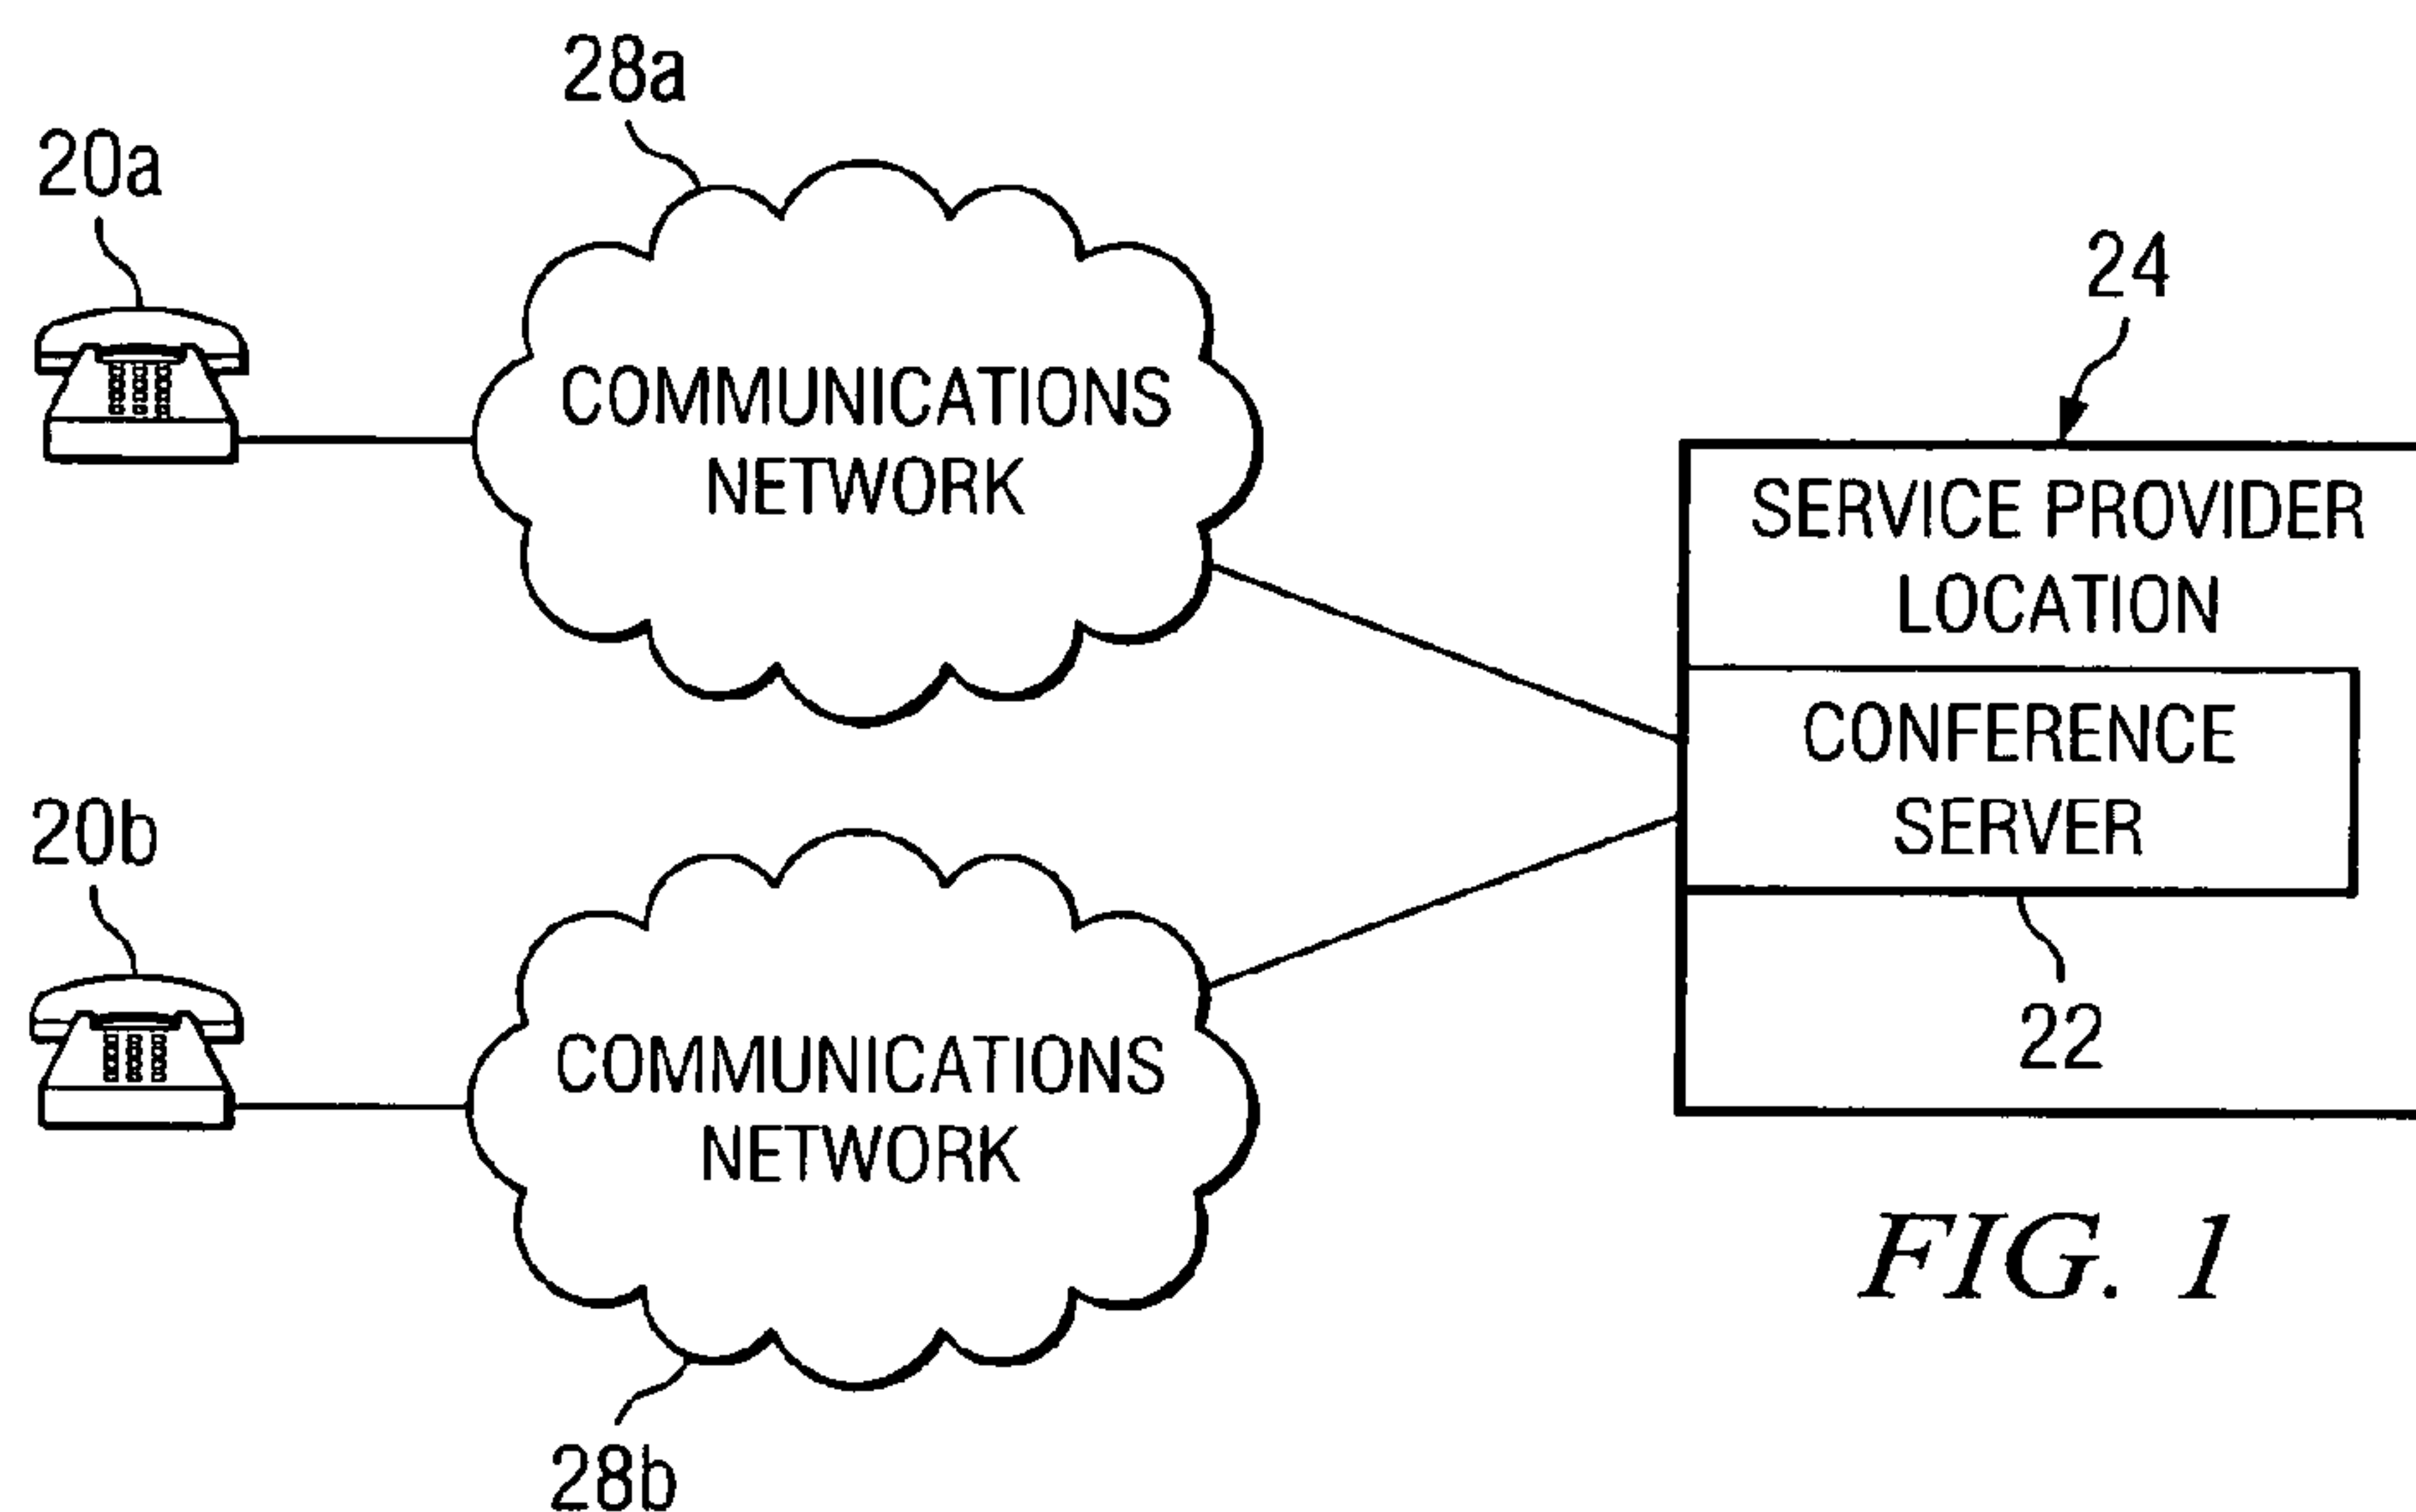 28a
20a
COMMUNICATIONS
NETWORK
24
SERVICE PROVIDER
LOCATION
CONFERENCE
SERVER
22
20b
COMMUNICATIONS
NETWORK
28b
FIG. 1